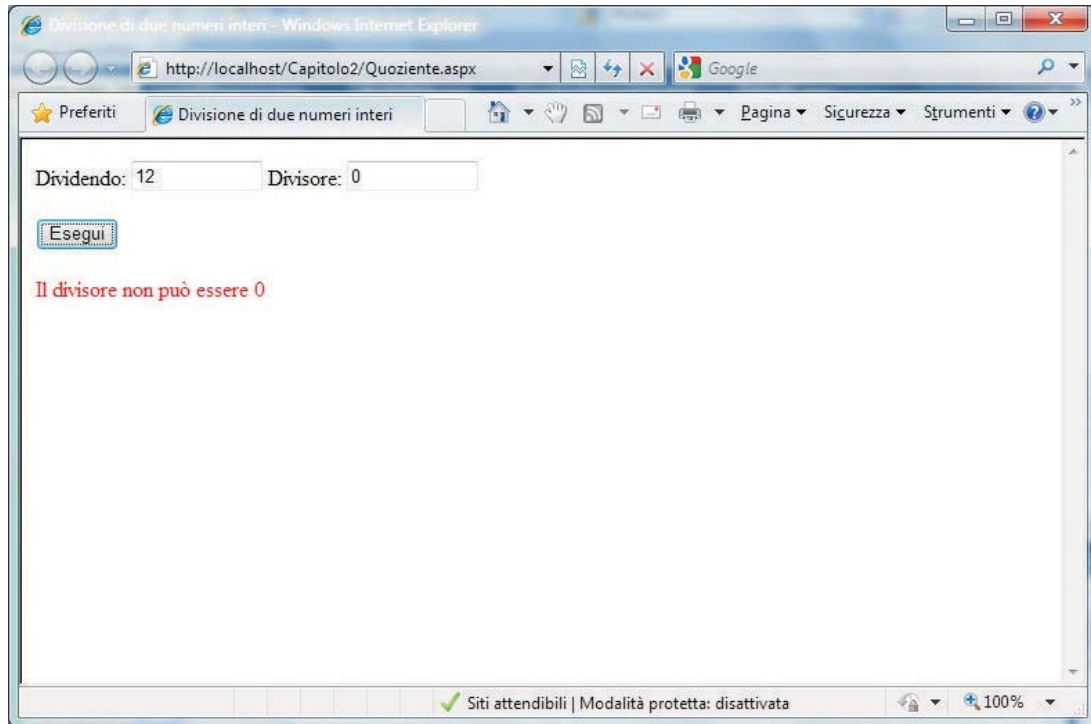 Divisione di due numeri interi - Windows Internet Explorer
http://localhost/Capitolo2/Quoziente.aspx Google
Preferiti Divisione di due numeri interi Pagina Sicurezza Strumenti
Dividendo: 12 Divisore: 0
Esegui
Il divisore non può essere 0
Siti attendibili | Modalità protetta: disattivata 100%